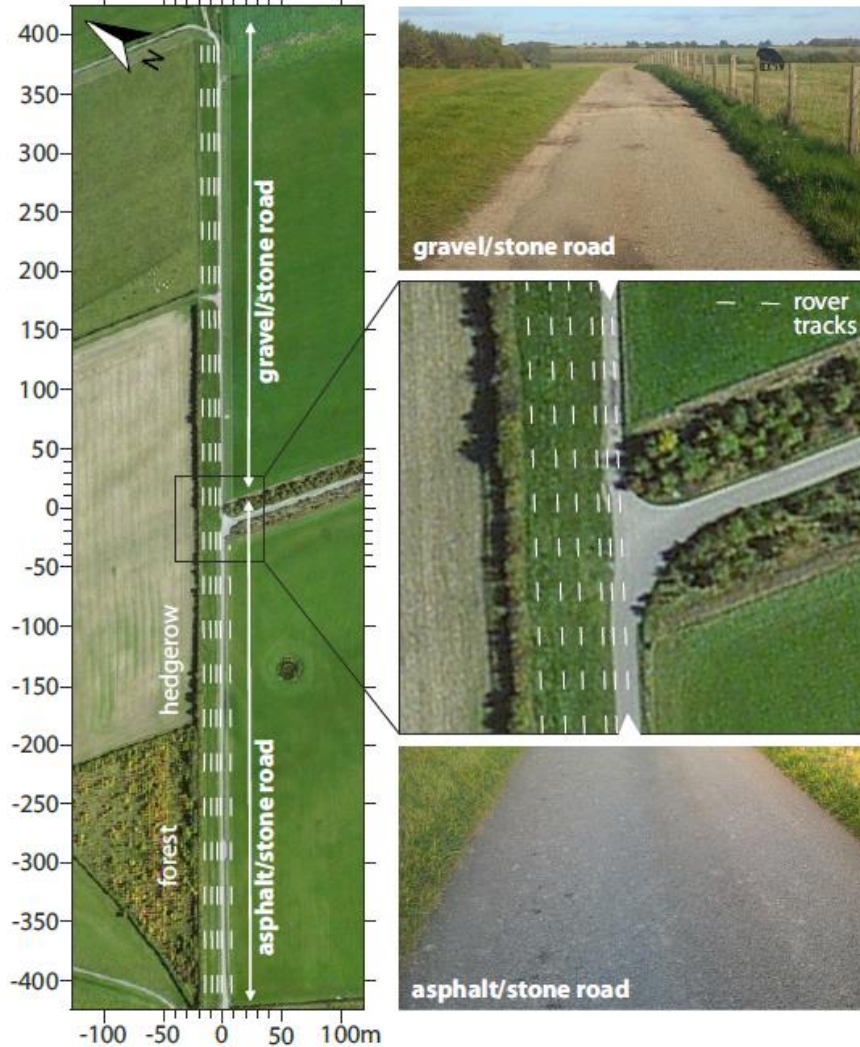 N
400
350
300
250
200
150
100
50
0
-50
-100
-150
-200
-250
-300
-350
-400
-100
-50
0
50
100m
gravel/stone road
asphalt/stone road
hedgerow
forest
gravel/stone road
rover
tracks
asphalt/stone road